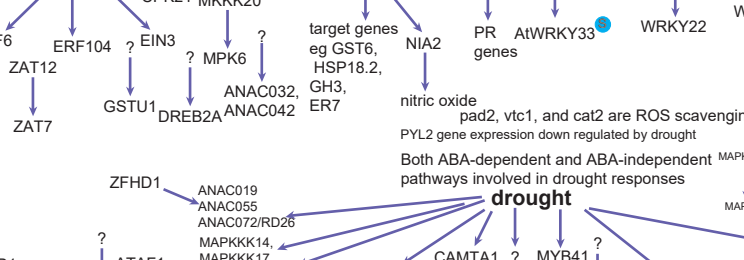 MKKK20
target genes
eg GST6,
HSP18.2,
GH3,
ER7
NIA2
PR
genes
AtWRKY33
S
WRKY22
ERF104
?
EIN3
?
ZAT12
?
MPK6
ANAC032,
ANAC042
GSTU1
DREB2A
ZAT7
nitric oxide
pad2, vtc1, and cat2 are ROS scavengin
PYL2 gene expression down regulated by drought
Both ABA-dependent and ABA-independent
pathways involved in drought responses
drought
ZFHD1
ANAC019
ANAC055
ANAC072/RD26
MAPKKK14,
MAPKKK17
?
ATAF1
CAMTA1
?
MYB41
?